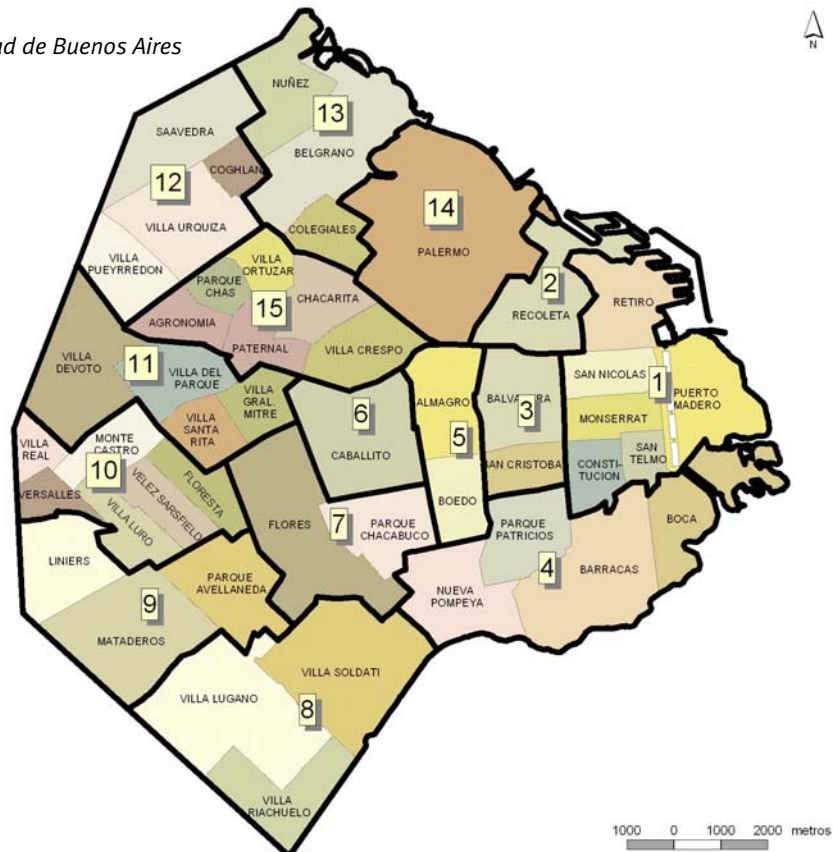 ad de Buenos Aires
N
NUÑEZ
13
SAAVEDRA
BELGRANO
COGHLAN
12
14
VILLA URQUIZA
COLEGIALES
PALERMO
VILLA
PUEYRREDON
VILLA
ORTUZAR
PARQUE
CHAS
CHACARITA
2
RETIRO
15
RECOLETA
AGRONOMIA
PATERNAL
VILLA CRESPO
VILLA
DEVOTO
11
VILLA DEL
PARQUE
SAN NICOLAS
1
PUERTO
MADERO
VILLA
GRAL.
MITRE
6
ALMAGRO
BALVANERA
3
MONSERRAT
VILLA
SANTA
RITA
CABALLITO
5
VILLA
REAL
MONTE
CASTRO
SAN CRISTOBAL
CONSTI-
TUCION
SAN
TELMO
10
VERSALLES
VELEZ SARSFIELD
FLORESTA
VILLA LURO
FLORES
7
PARQUE
CHACABUCO
BOEDO
PARQUE
PATRICIOS
BOCA
LINIERS
PARQUE
AVELLANEDA
4
BARRACAS
NUEVA
POMPEYA
9
MATADEROS
VILLA SOLDATI
VILLA LUGANO
8
VILLA
RIACHUELO
1000 0 1000 2000 metros